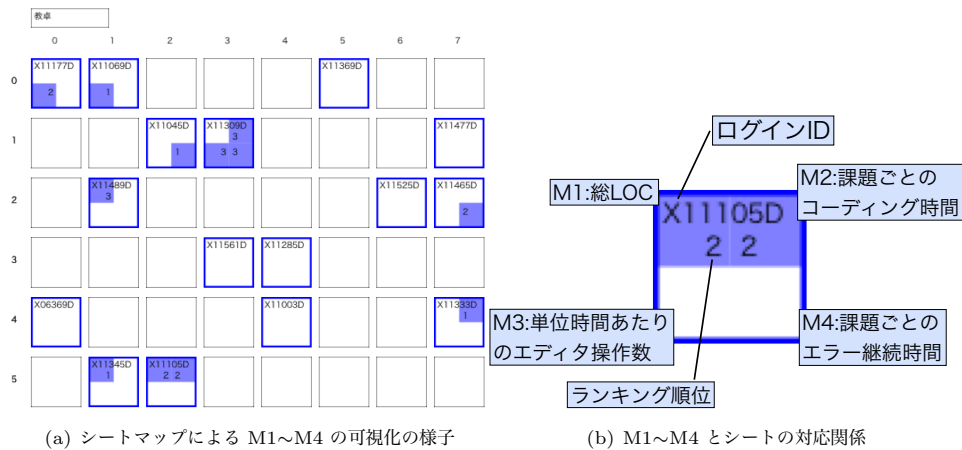 教卓
0 1 2 3 4 5 6 7
0
X11177D X11069D X11369D
2 1
1
X11045D X11309D X11477D
3
1 3 3
2
X11489D X11525D X11465D
3
2
3
X11561D X11285D
4
X06369D X11003D X11333D
1
5
X11345D X11105D
1 2 2
(a) シートマップによる M1~M4 の可視化の様子
ログインID
M1:総LOC
M2:課題ごとの
コーディング時間
X11105D
2 2
M3:単位時間あたり
のエディタ操作数
M4:課題ごとの
エラー継続時間
ランキング順位
(b) M1~M4 とシートの対応関係